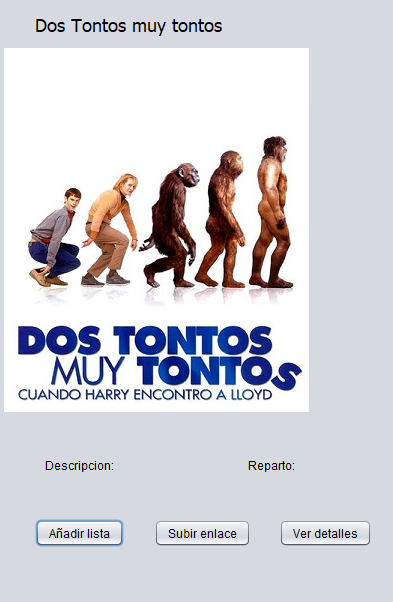 Dos Tontos muy tontos
DOS TONTOS
MUY TONTOS
CUANDO HARRY ENCONTRO A LLOYD
Descripcion:
Reparto:
Añadir lista
Subir enlace
Ver detalles